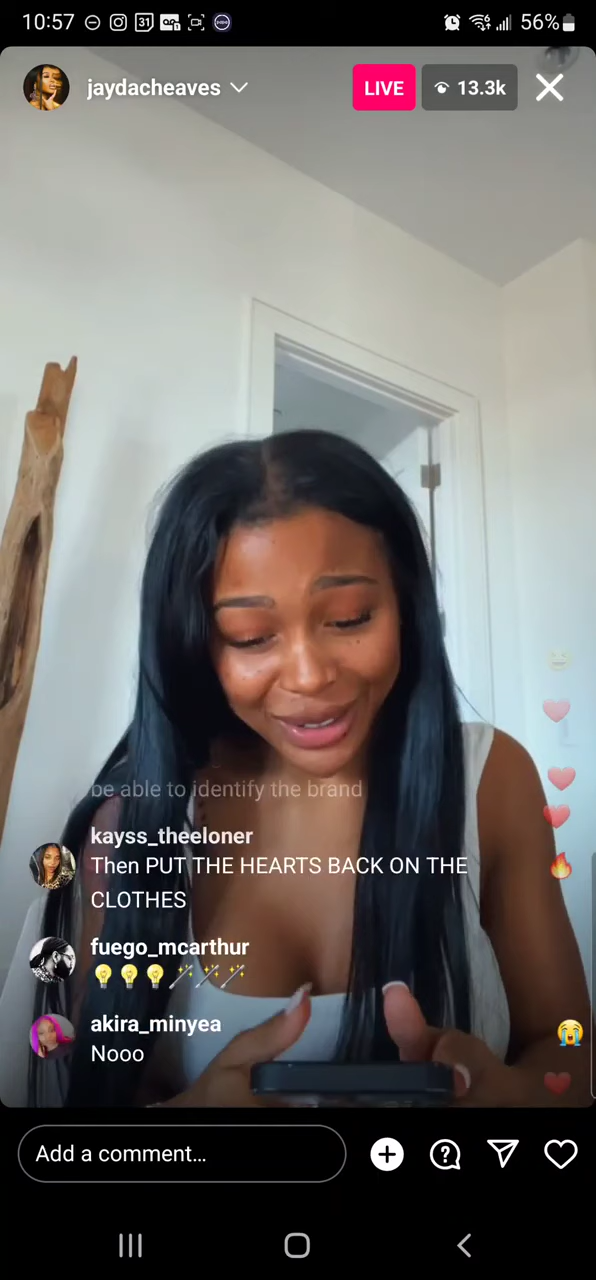 10:57
31
56%
jaydacheaves
LIVE
13.3k
be able to identify the brand
kayss_theeloner
Then PUT THE HEARTS BACK ON THE
CLOTHES
fuego_mcarthur
akira_minyea
Nooo
Add a comment...